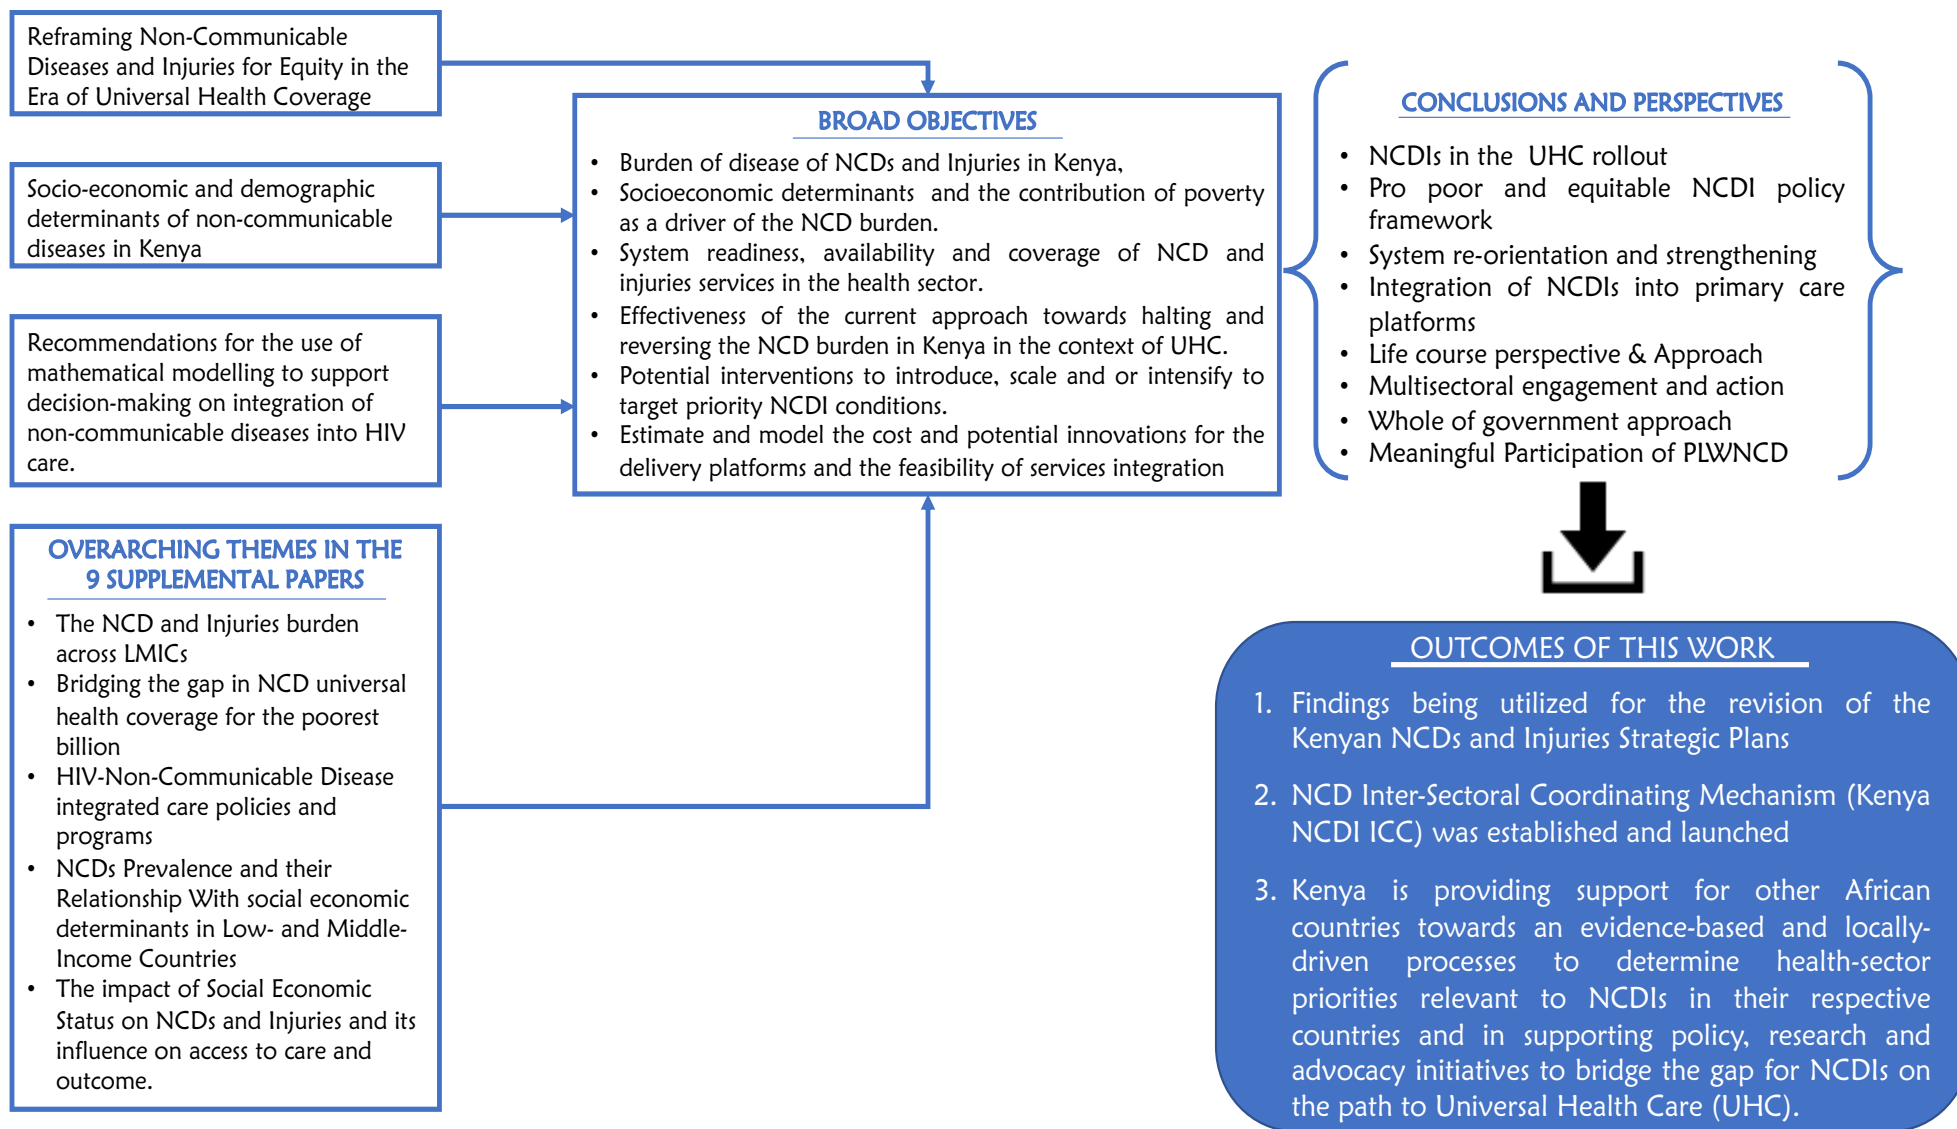 Reframing Non-Communicable
Diseases and Injuries for Equity in the
Era of Universal Health Coverage
Socio-economic and demographic
determinants of non-communicable
diseases in Kenya
Recommendations for the use of
mathematical modelling to support
decision-making on integration of
non-communicable diseases into HIV
care.
OVERARCHING THEMES IN THE
9 SUPPLEMENTAL PAPERS
• The NCD and Injuries burden
across LMICs
• Bridging the gap in NCD universal
health coverage for the poorest
billion
• HIV-Non-Communicable Disease
integrated care policies and
programs
• NCDs Prevalence and their
Relationship With social economic
determinants in Low- and Middle-
Income Countries
• The impact of Social Economic
Status on NCDs and Injuries and its
influence on access to care and
outcome.
BROAD OBJECTIVES
• Burden of disease of NCDs and Injuries in Kenya,
• Socioeconomic determinants and the contribution of poverty
as a driver of the NCD burden.
• System readiness, availability and coverage of NCD and
injuries services in the health sector.
• Effectiveness of the current approach towards halting and
reversing the NCD burden in Kenya in the context of UHC.
• Potential interventions to introduce, scale and or intensify to
target priority NCDI conditions.
• Estimate and model the cost and potential innovations for the
delivery platforms and the feasibility of services integration
CONCLUSIONS AND PERSPECTIVES
• NCDIs in the UHC rollout
• Pro poor and equitable NCDI policy
framework
• System re-orientation and strengthening
• Integration of NCDIs into primary care
platforms
• Life course perspective & Approach
• Multisectoral engagement and action
• Whole of government approach
• Meaningful Participation of PLWNCD
OUTCOMES OF THIS WORK
1. Findings being utilized for the revision of the
Kenyan NCDs and Injuries Strategic Plans
2. NCD Inter-Sectoral Coordinating Mechanism (Kenya
NCDI ICC) was established and launched
3. Kenya is providing support for other African
countries towards an evidence-based and locally-
driven processes to determine health-sector
priorities relevant to NCDIs in their respective
countries and in supporting policy, research and
advocacy initiatives to bridge the gap for NCDIs on
the path to Universal Health Care (UHC).